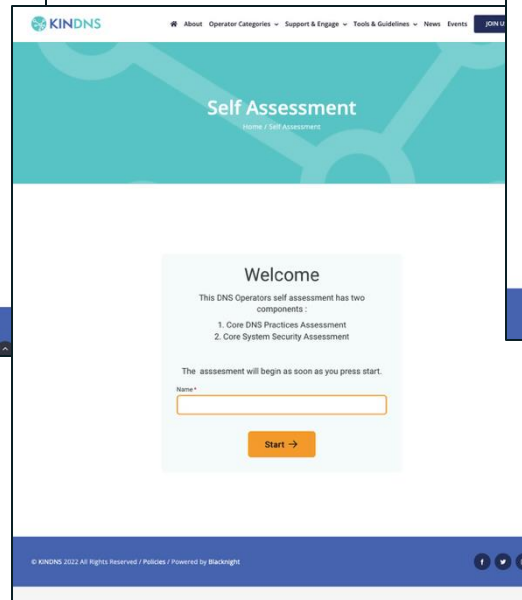 KINDNS
About Operator Categories Support & Engage Tools & Guidelines News Events JOIN U
Self Assessment
Home / Self Assessment
Welcome
This DNS Operators self assessment has two
components :
1. Core DNS Practices Assessment
2. Core System Security Assessment
The asssesment will begin as soon as you press start.
Name *
Start →
© KINDNS 2022 All Rights Reserved / Policies / Powered by Blacknight